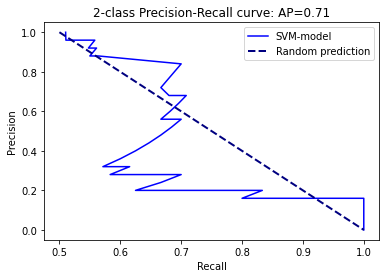 2-class Precision-Recall curve: AP=0.71
SVM-model
Random prediction
Precision
1.0
0.8
0.6
0.4
0.2
0.0
0.5
0.6
0.7
0.8
0.9
1.0
Recall